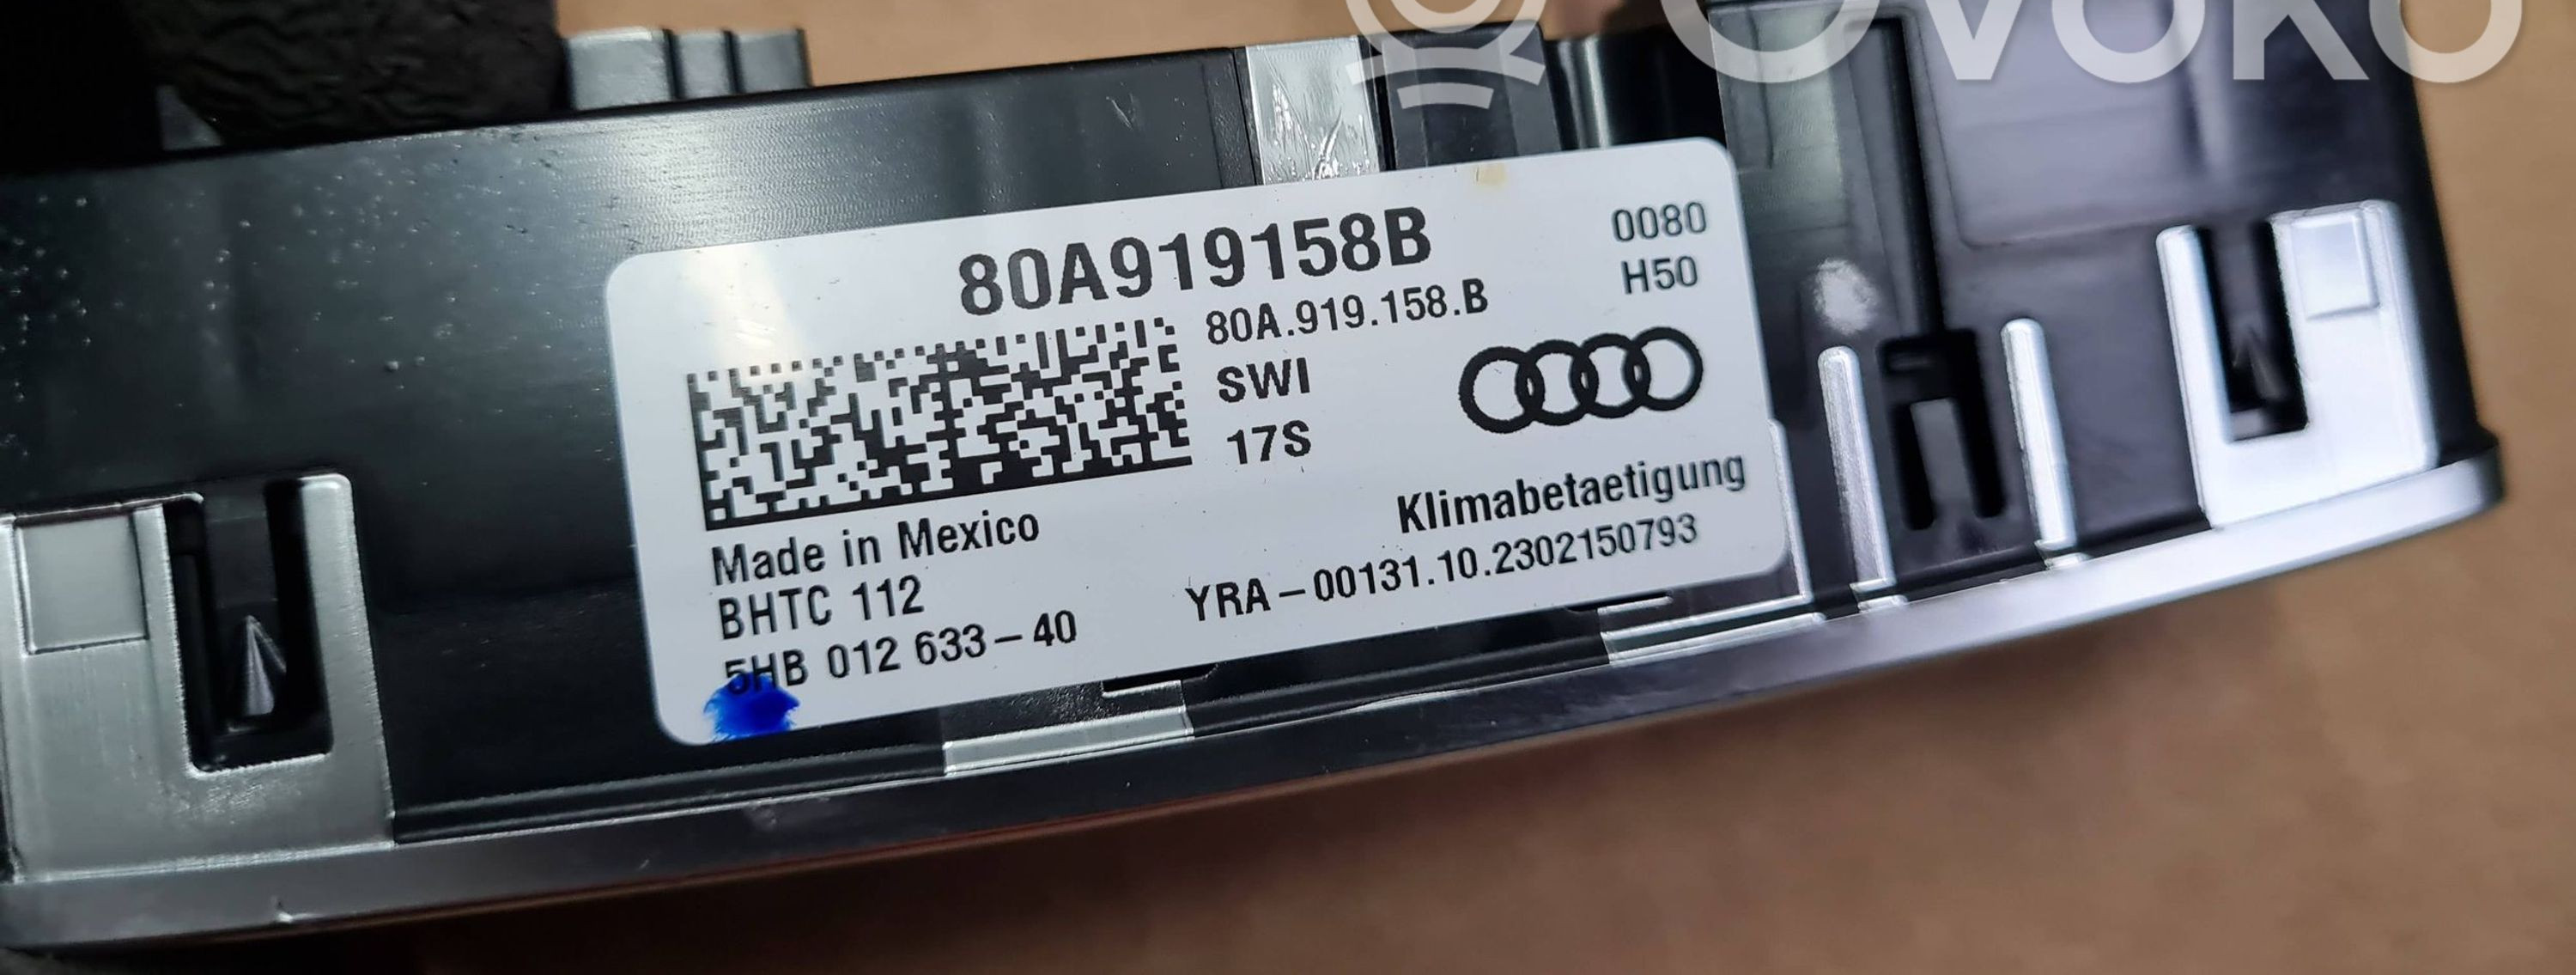 OVOKO
80A919158B
0080
H50
80A.919.158.B
SWI
17S
Klimabetaetigung
Made in Mexico
BHTC 112
5HB 012 633-40
YRA-00131.10.2302150793